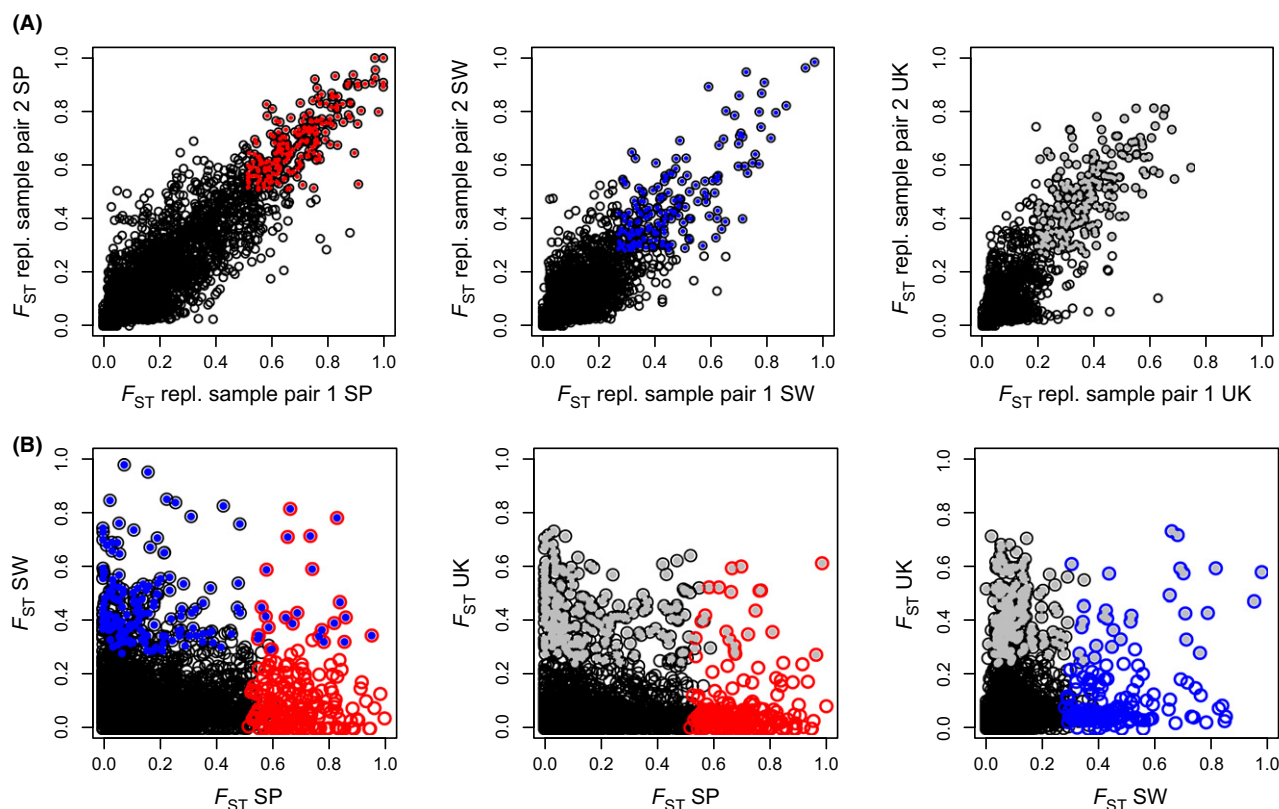 (A)
1.0
0.8
0.6
0.4
0.2
0.0
FST repl. sample pair 2 SP
0.0 0.2 0.4 0.6 0.8 1.0
FST repl. sample pair 1 SP
1.0
0.8
0.6
0.4
0.2
0.0
FST repl. sample pair 2 SW
0.0 0.2 0.4 0.6 0.8 1.0
FST repl. sample pair 1 SW
1.0
0.8
0.6
0.4
0.2
0.0
FST repl. sample pair 2 UK
0.0 0.2 0.4 0.6 0.8 1.0
FST repl. sample pair 1 UK
(B)
1.0
0.8
0.6
0.4
0.2
0.0
FST SW
0.0 0.2 0.4 0.6 0.8 1.0
FST SP
1.0
0.8
0.6
0.4
0.2
0.0
FST UK
0.0 0.2 0.4 0.6 0.8 1.0
FST SP
1.0
0.8
0.6
0.4
0.2
0.0
FST UK
0.0 0.2 0.4 0.6 0.8 1.0
FST SW